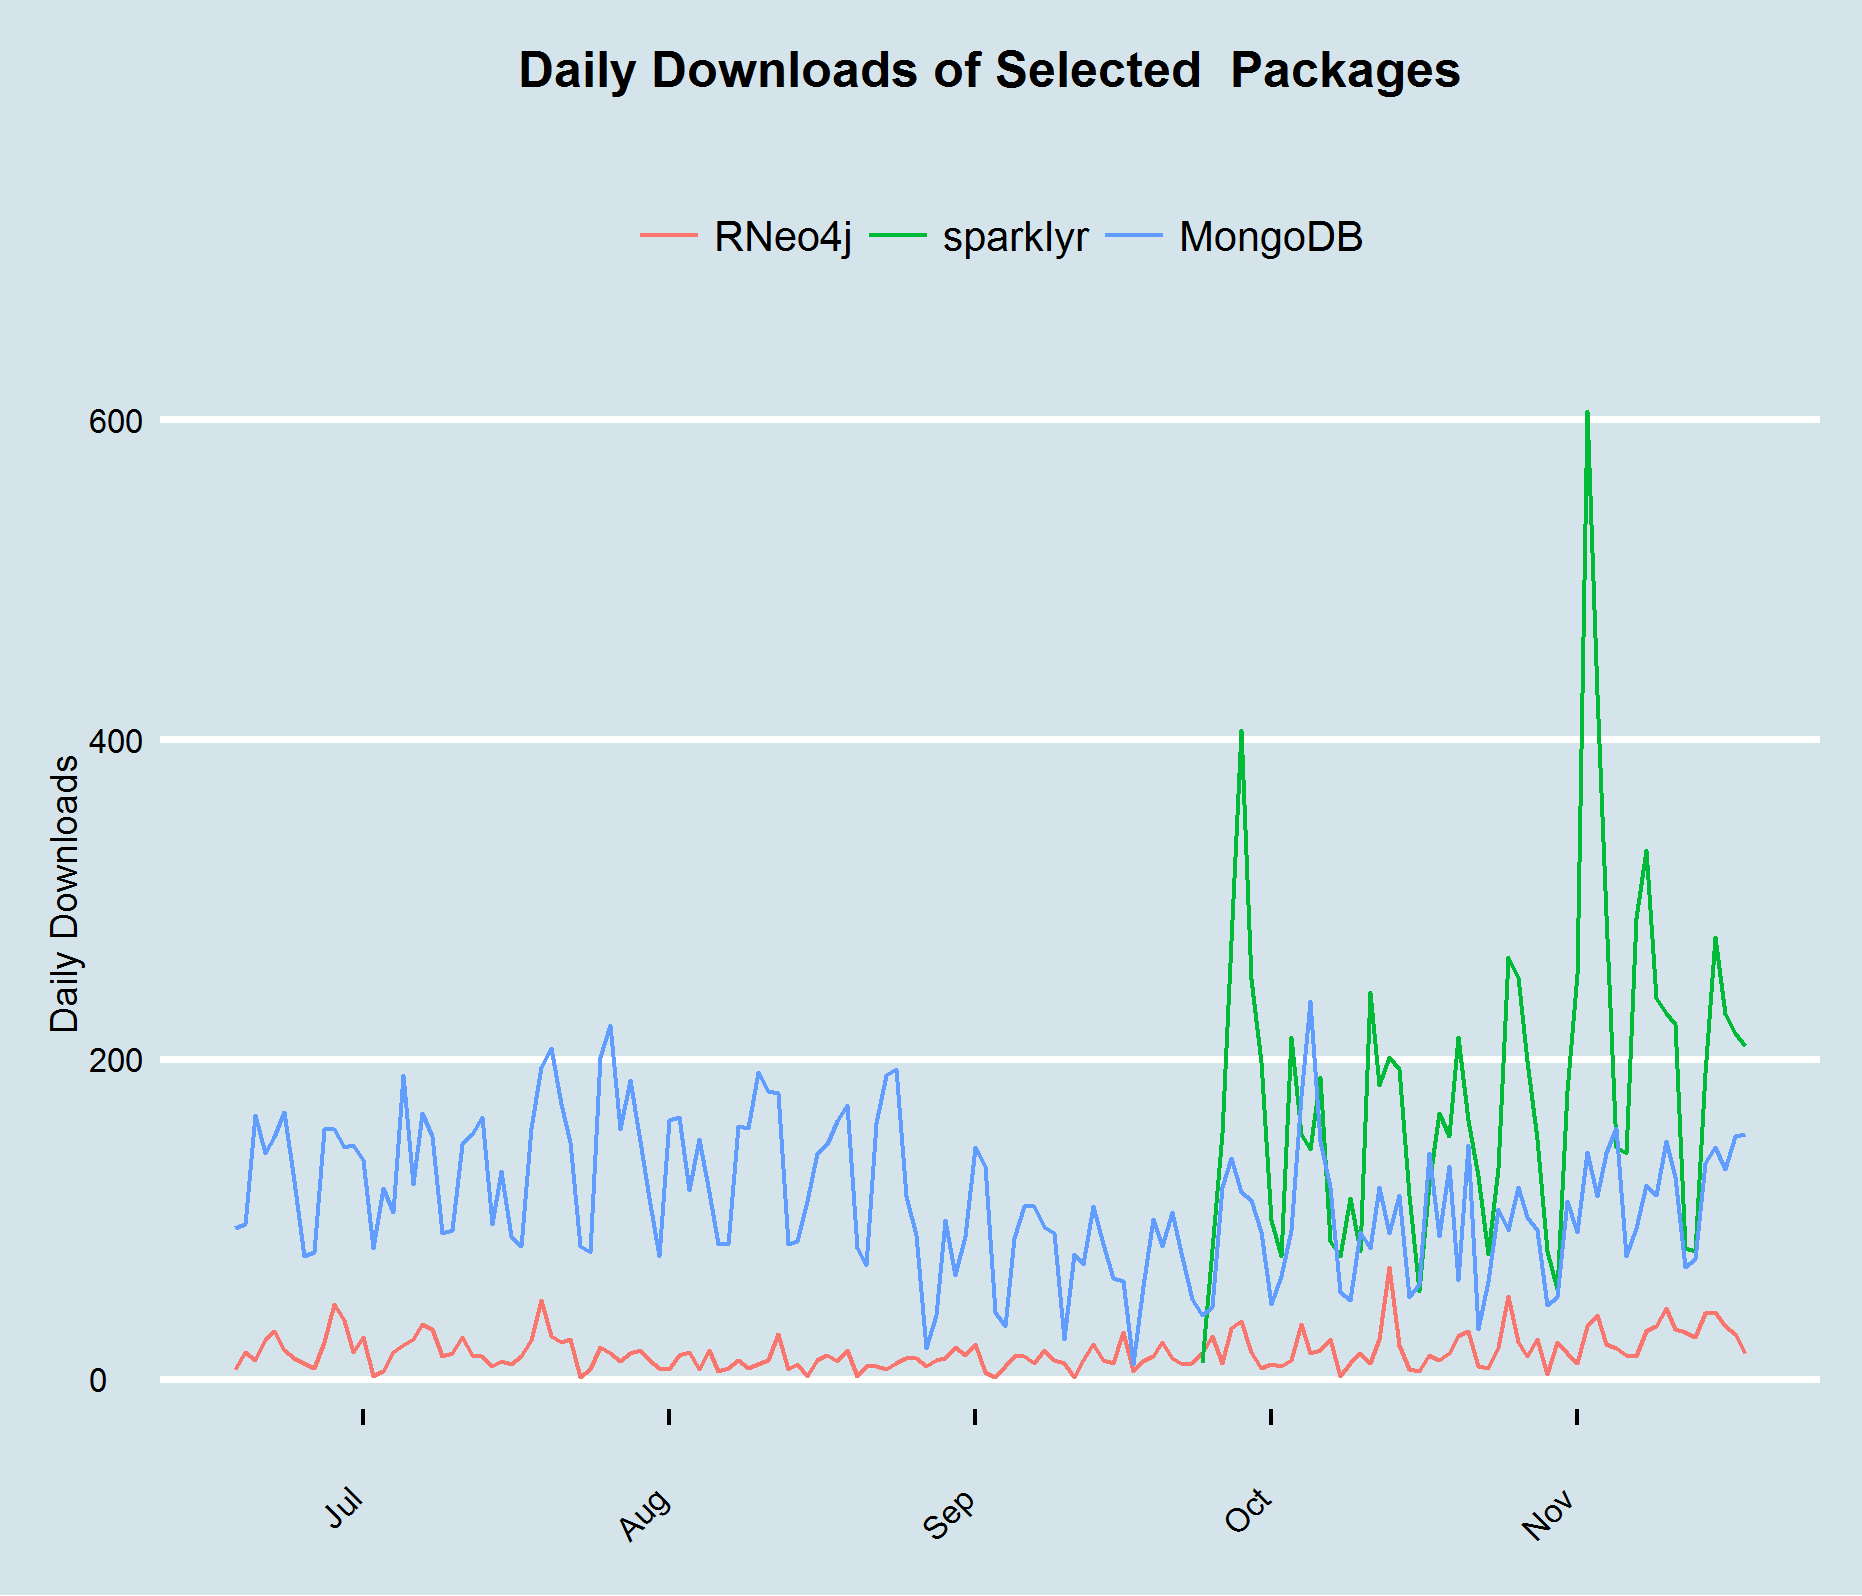 Daily Downloads of Selected  Packages
RNeo4j sparklyr MongoDB
600
400
200
0
Daily Downloads
Jul Aug Sep Oct Nov